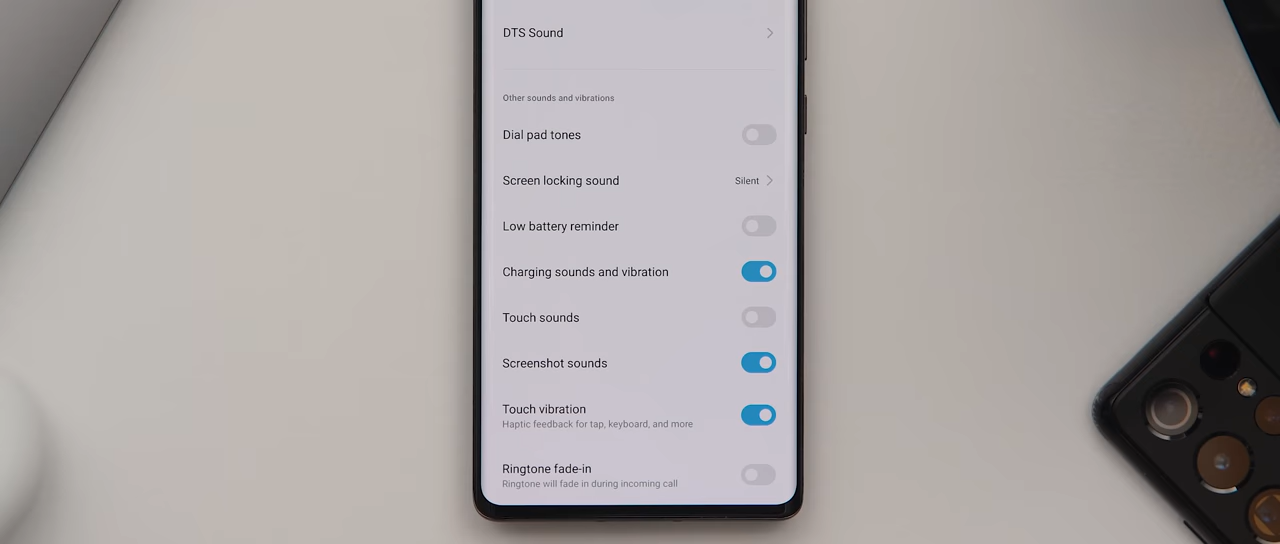 DTS Sound
Other sounds and vibrations
Dial pad tones
Screen locking sound
Silent
Low battery reminder
Charging sounds and vibration
Touch sounds
Screenshot sounds
Touch vibration
Haptic feedback for tap, keyboard, and more
Ringtone fade-in
Ringtone will fade in during incoming call